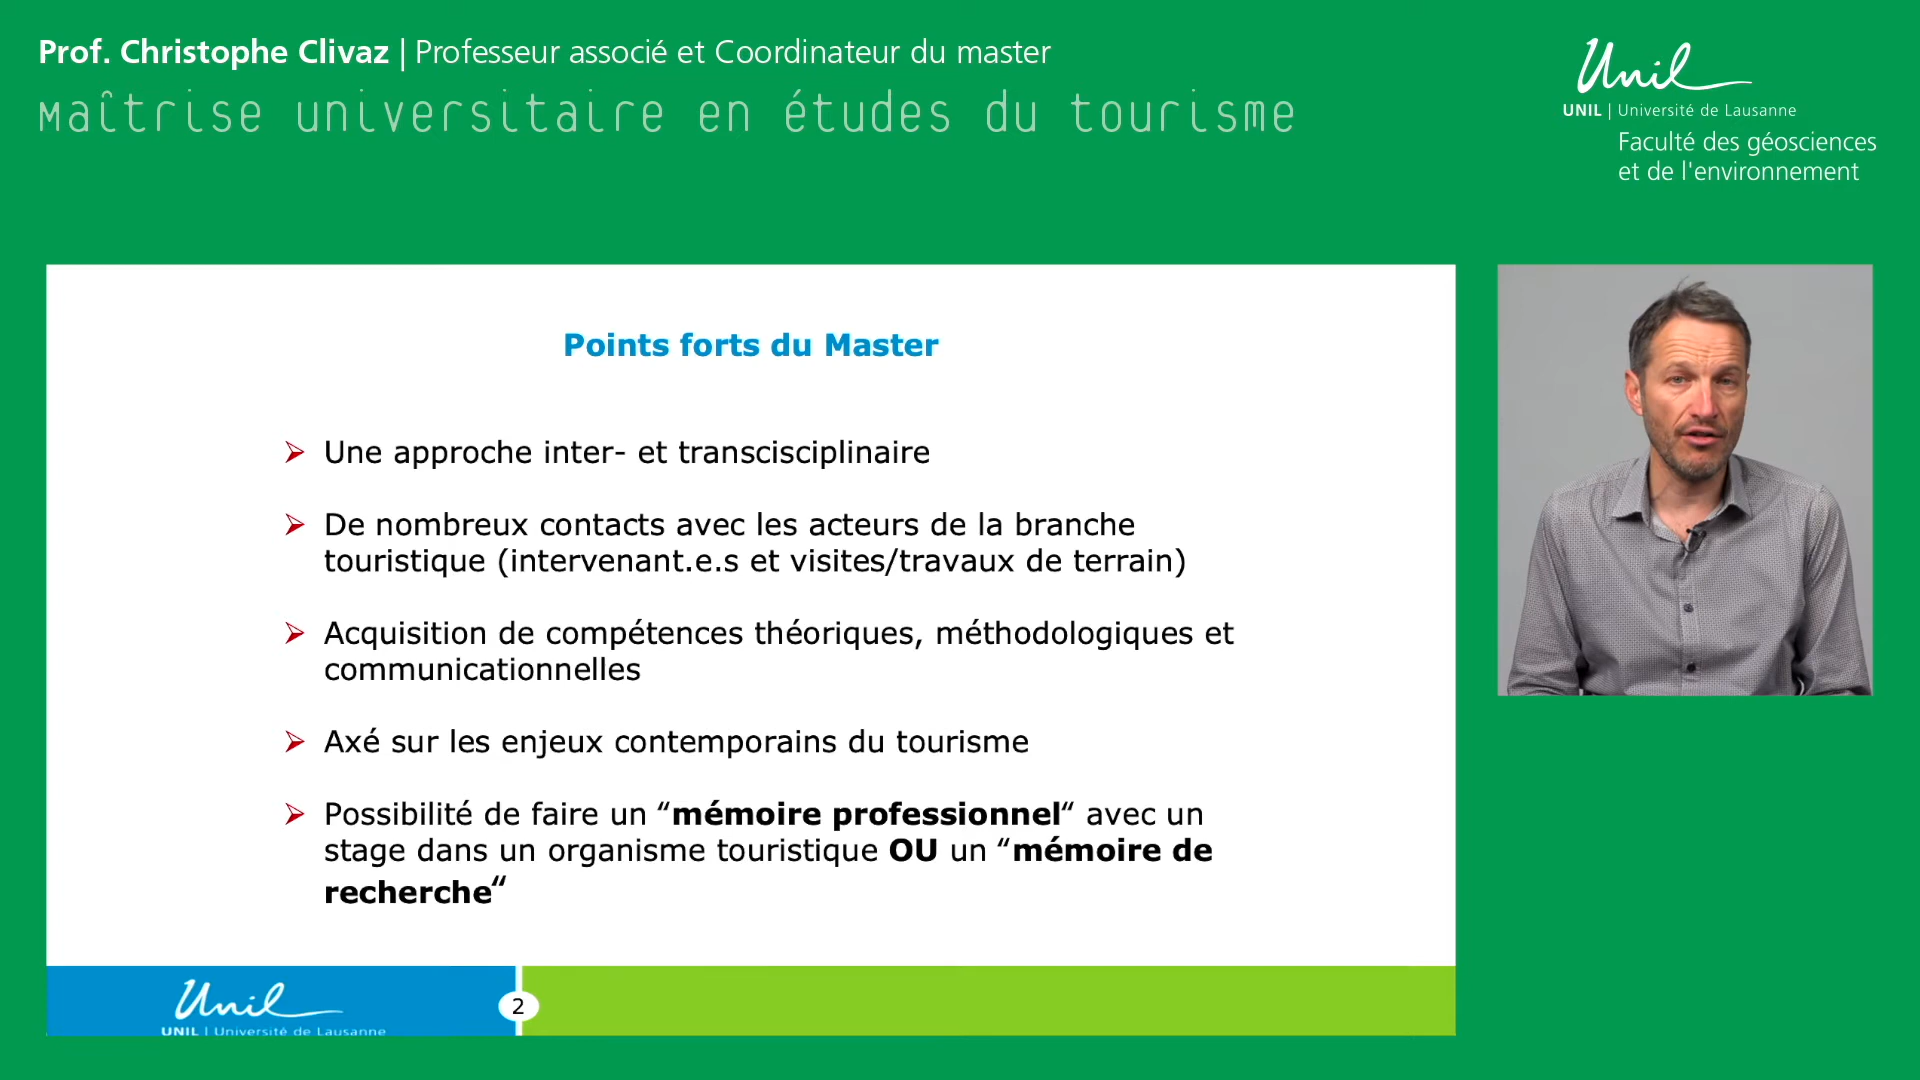 Prof. Christophe Clivaz | Professeur associé et Coordinateur du master
Maîtrise universitaire en études du tourisme
Unil
UNIL | Université de Lausanne
Faculté des géosciences
et de l'environnement
Points forts du Master
Une approche inter- et transcisciplinaire
De nombreux contacts avec les acteurs de la branche
touristique (intervenant.e.s et visites/travaux de terrain)
Acquisition de compétences théoriques, méthodologiques et
communicationnelles
Axé sur les enjeux contemporains du tourisme
Possibilité de faire un “mémoire professionnel“ avec un
stage dans un organisme touristique OU un “mémoire de
recherche“
Unil
UNIL | Université de Lausanne
2